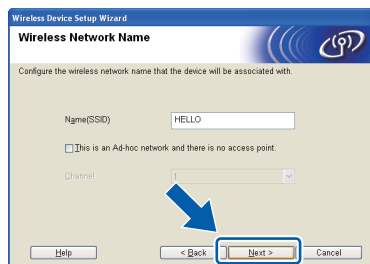 Wireless Device Setup Wizard
Wireless Network Name
Configure the wireless network name that the device will be associated with.
Name(SSID) HELLO
This is an Ad-hoc network and there is no access point.
Channel 1
Help < Back Next > Cancel